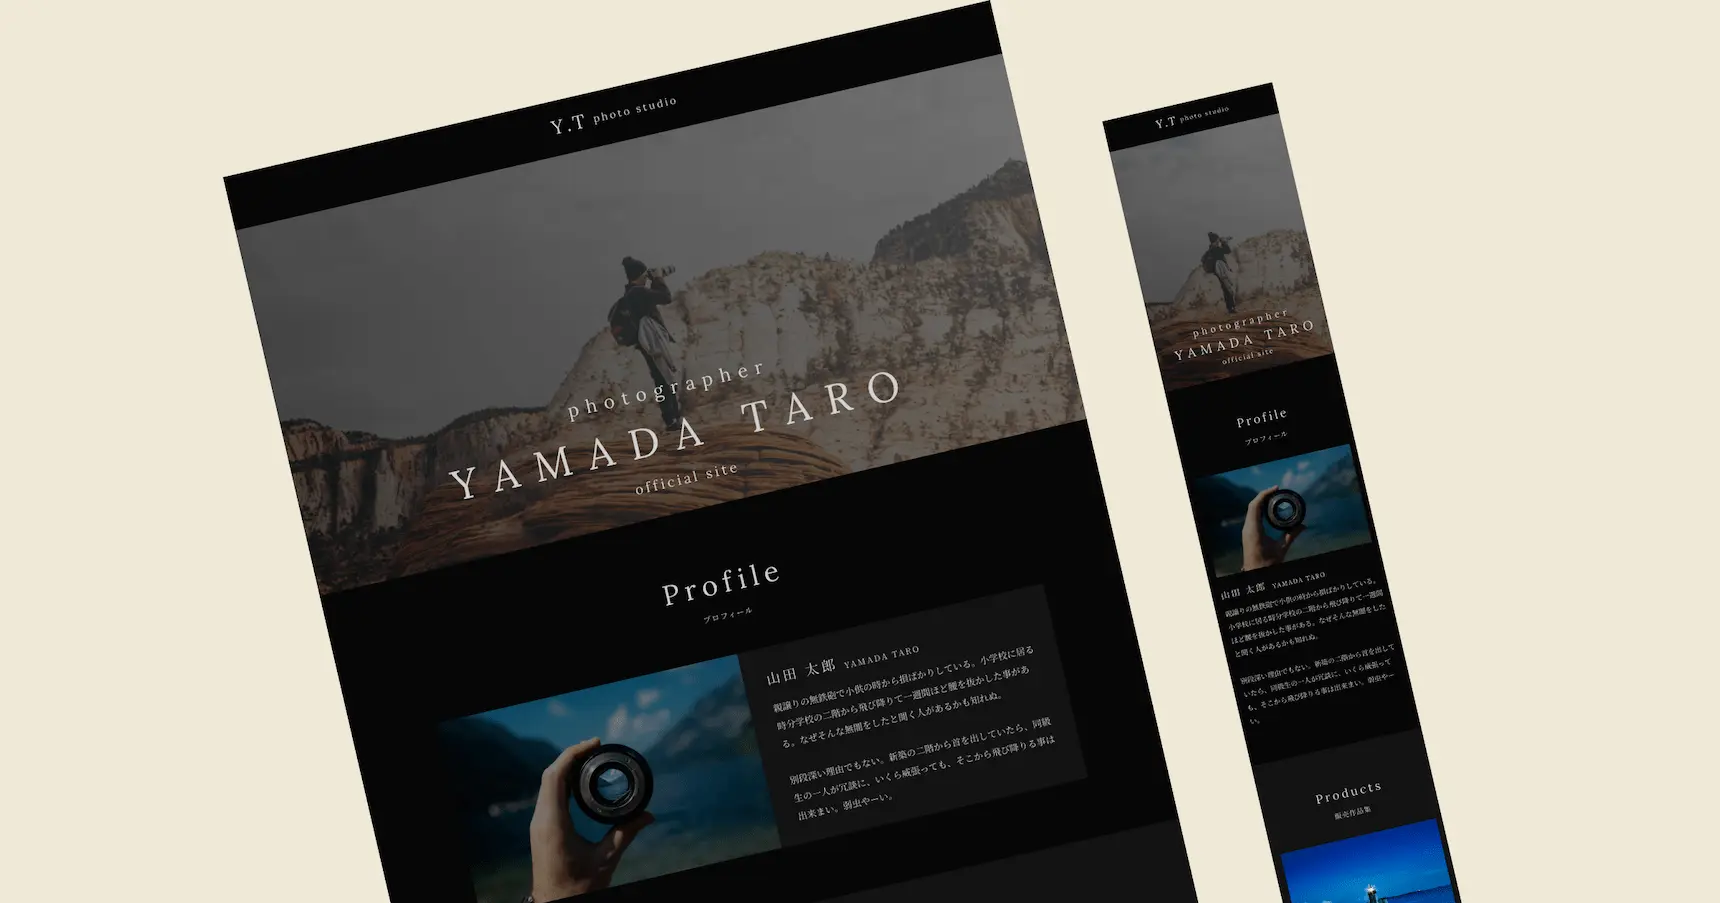 Y.T photo studio
photographer
YAMADA TARO
official site
Profile
プロフィール
山田 太郎 YAMADA TARO
親譲りの無鉄砲で小供の時から損ばかりしている。小学校に居る
時分学校の二階から飛び降りて一週間ほど腰を抜かした事があ
る。なぜそんな無闇をしたと聞く人があるかも知れぬ。
別段深い理由でもない。新築の二階から首を出していたら、同級
生の一人が冗談に、いくら威張っても、そこから飛び降りる事は
出来まい。弱虫やーい。
Y.T photo studio
photographer
YAMADA TARO
official site
Profile
プロフィール
山田 太郎 YAMADA TARO
親譲りの無鉄砲で小供の時から損ばかりしている。
小学校に居る時分学校の二階から飛び降りて一週間
ほど腰を抜かした事がある。なぜそんな無闇をした
と聞く人があるかも知れぬ。
別段深い理由でもない。新築の二階から首を出して
いたら、同級生の一人が冗談に、いくら威張って
も、そこから飛び降りる事は出来まい。弱虫やー
い。
Products
販売作品集